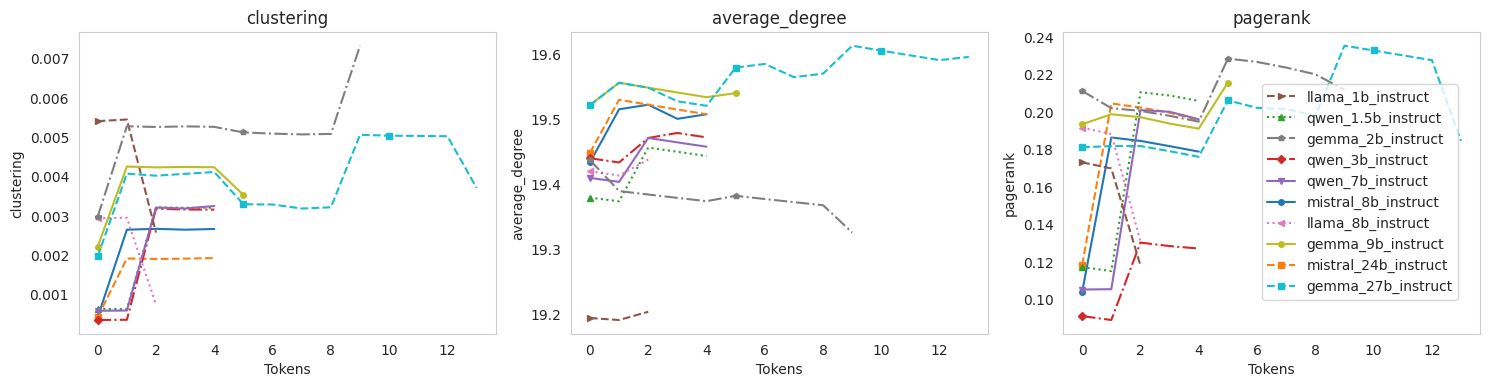 clustering
0.007
0.006
0.005
0.004
0.003
0.002
0.001
clustering
0 2 4 6 8 10 12
Tokens
average_degree
19.6
19.5
19.4
19.3
19.2
average_degree
0 2 4 6 8 10 12
Tokens
pagerank
0.24
0.22
0.20
0.18
0.16
0.14
0.12
0.10
pagerank
0 2 4 6 8 10 12
Tokens
llama_1b_instruct
qwen_1.5b_instruct
gemma_2b_instruct
qwen_3b_instruct
qwen_7b_instruct
mistral_8b_instruct
llama_8b_instruct
gemma_9b_instruct
mistral_24b_instruct
gemma_27b_instruct